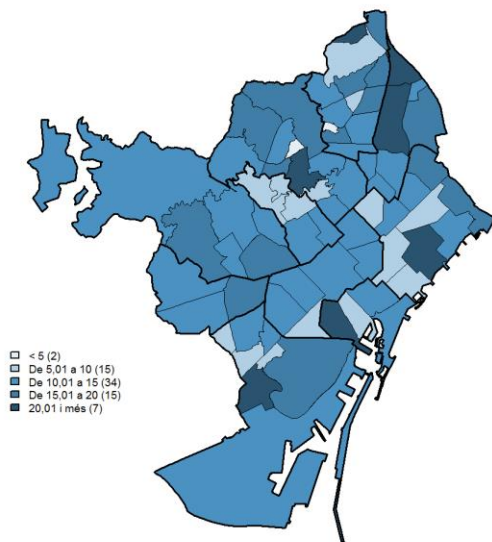 < 5 (2)
De 5,01 a 10 (15)
De 10,01 a 15 (34)
De 15,01 a 20 (15)
20,01 i més (7)